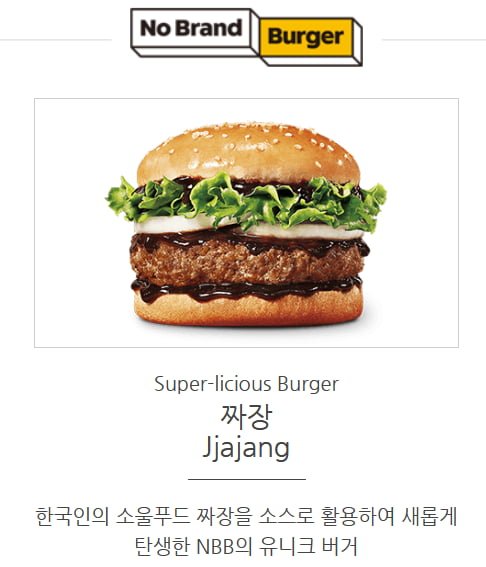 No Brand Burger
Super-licious Burger
짜장
Jjajang
한국인의 소울푸드 짜장을 소스로 활용하여 새롭게
탄생한 NBB의 유니크 버거